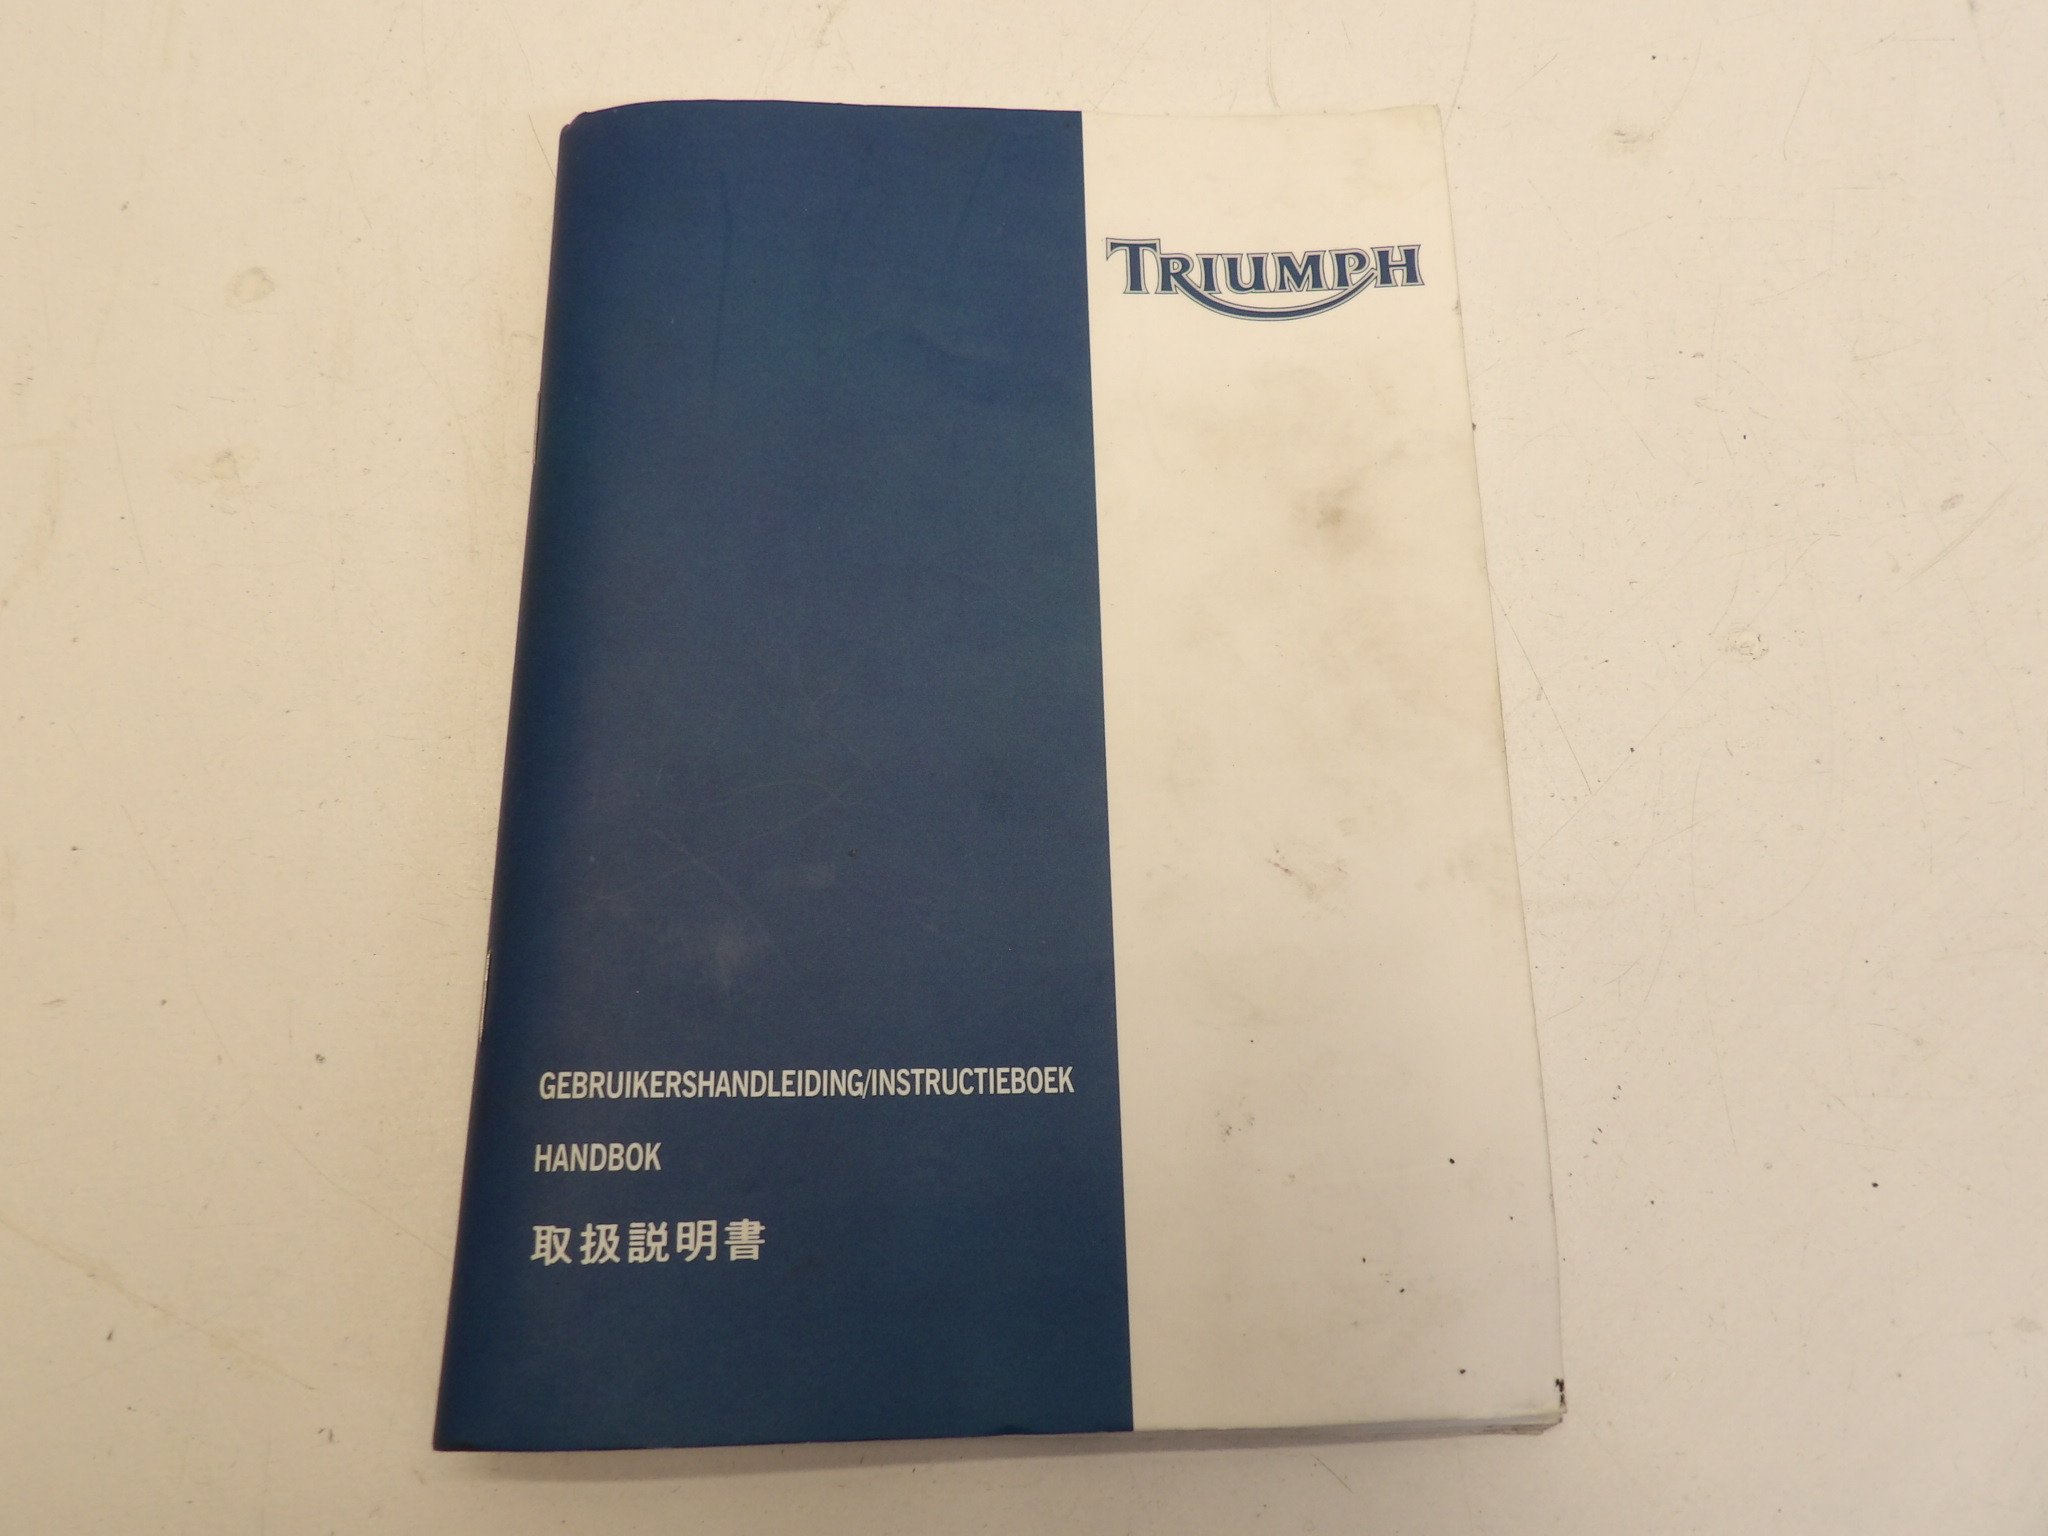 TRIUMPH
GEBRUIKERSHANDLEIDING/INSTRUCTIEBOEK
HANDBOK
取扱説明書